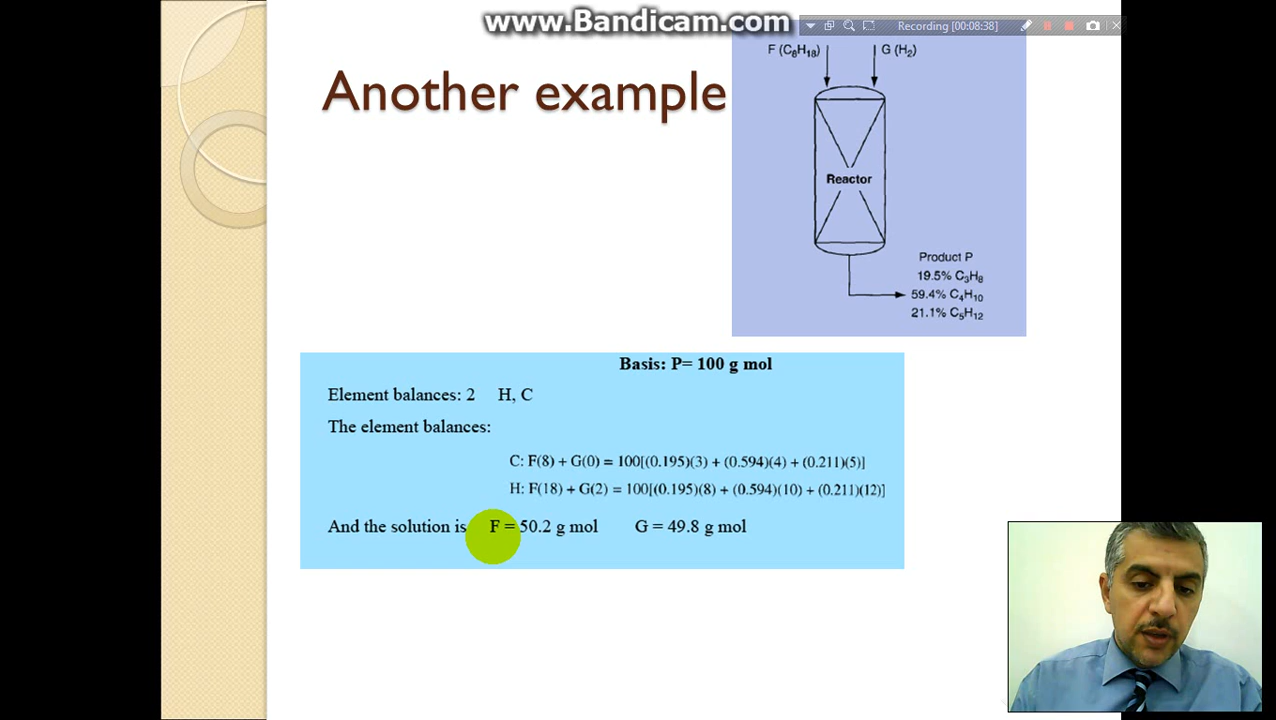 www.Bandicam.com
Recording [00:08:38]
Another example
F (C₈H₁₈)
G (H₂)
Reactor
Product P
19.5% C₃H₈
59.4% C₄H₁₀
21.1% C₅H₁₂
Basis: P= 100 g mol
Element balances: 2 H, C
The element balances:
C: F(8) + G(0) = 100[(0.195)(3) + (0.594)(4) + (0.211)(5)]
H: F(18) + G(2) = 100[(0.195)(8) + (0.594)(10) + (0.211)(12)]
And the solution is F = 50.2 g mol G = 49.8 g mol